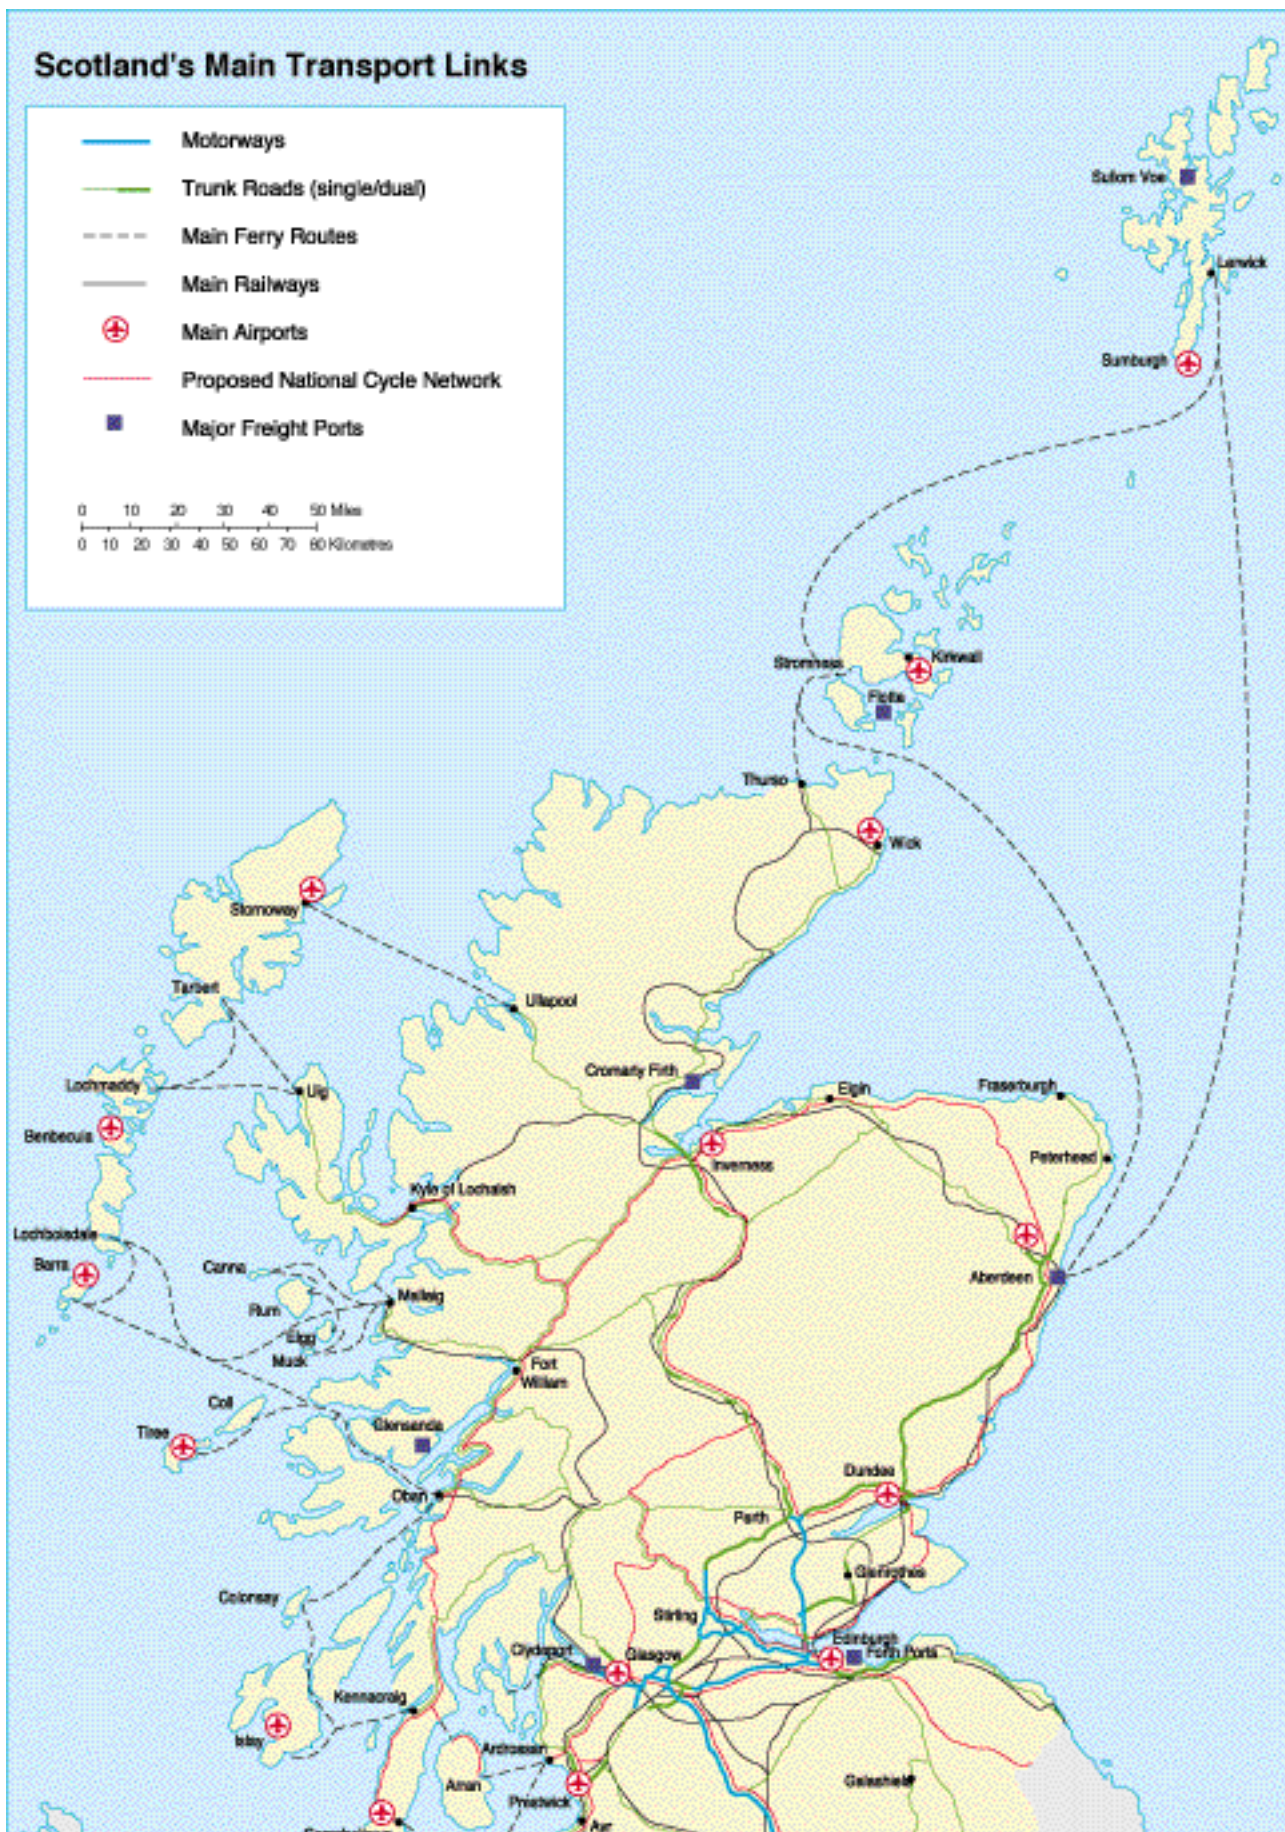 Scotland's Main Transport Links
Motorways
Trunk Roads (single/dual)
Main Ferry Routes
Main Railways
Main Airports
Proposed National Cycle Network
Major Freight Ports
0 10 20 30 40 50 Miles
0 10 20 30 40 50 60 70 80 Kilometres
Sullom Voe
Lerwick
Sumburgh
Stromness
Kirkwall
Flotta
Thurso
Wick
Stornoway
Tarbert
Ullapool
Cromarty Firth
Lochmaddy
Uig
Elgin
Fraserburgh
Benbecula
Inverness
Peterhead
Kyle of Lochalsh
Lochboisdale
Barra
Canna
Aberdeen
Rum
Mallaig
Eigg
Muck
Fort
William
Coll
Tiree
Glensanda
Dundee
Oban
Perth
Glenrothes
Colonsay
Stirling
Edinburgh
Clydeport
Glasgow
Forth Ports
Kennacraig
Islay
Ardrossan
Arran
Galashiels
Prestwick
Ayr